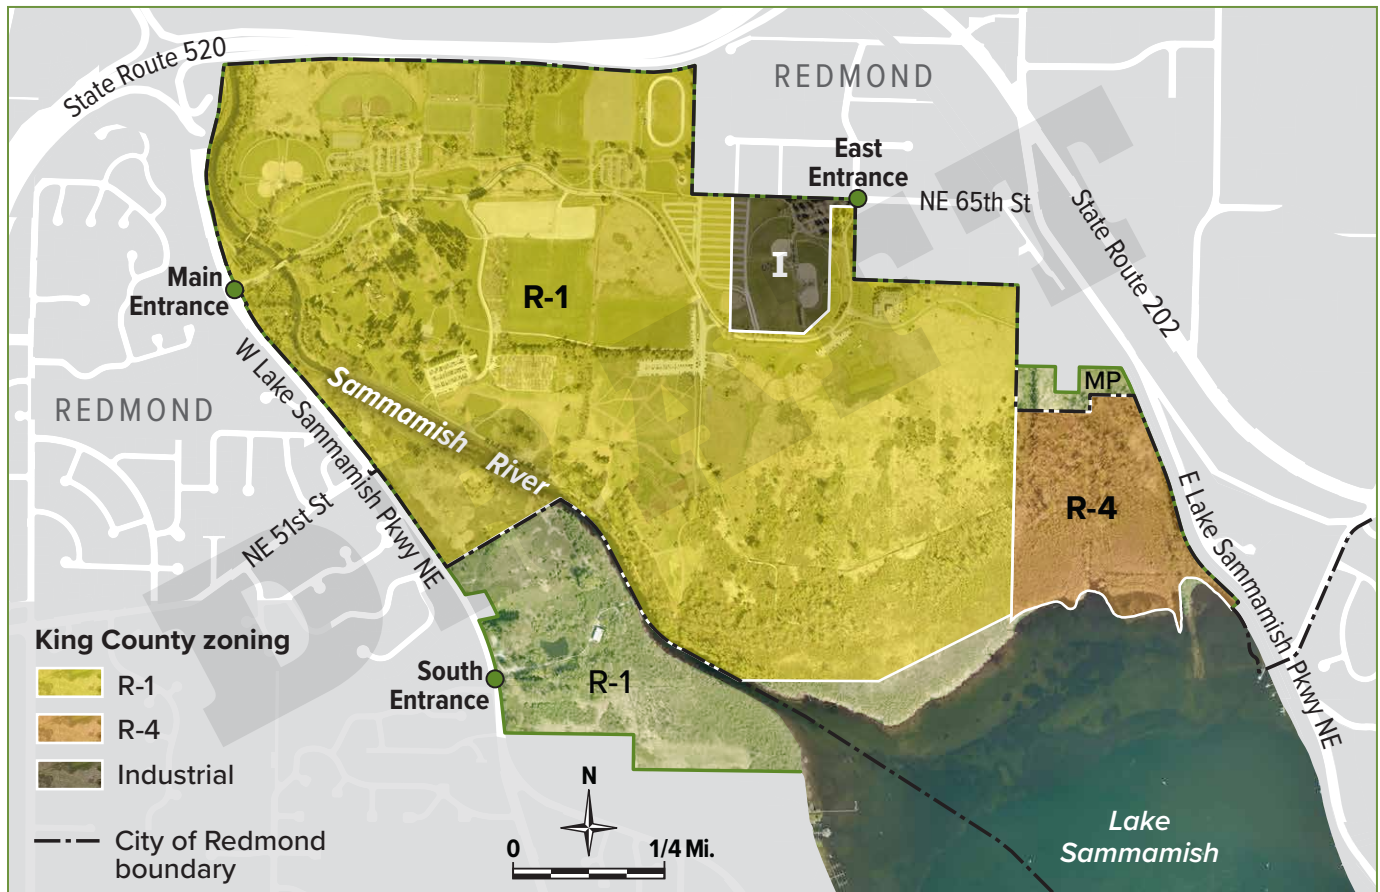 State Route 520
REDMOND
East
Entrance
NE 65th St
State Route 202
I
R-1
Main
Entrance
W Lake Sammamish Pkwy NE
Sammamish River
REDMOND
MP
R-4
E Lake Sammamish Pkwy NE
NE 51st St
South
Entrance
R-1
King County zoning
R-1
R-4
Industrial
City of Redmond
boundary
N
0 1/4 Mi.
Lake
Sammamish